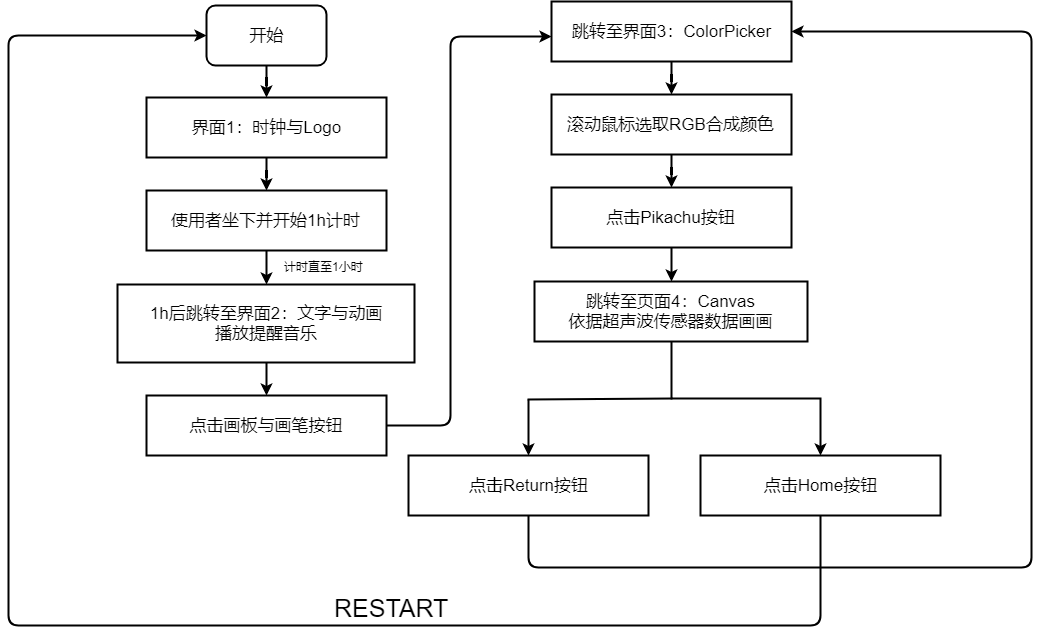 开始
界面1：时钟与Logo
使用者坐下并开始1h计时
计时直至1小时
1h后跳转至界面2：文字与动画
播放提醒音乐
点击画板与画笔按钮
跳转至界面3：ColorPicker
滚动鼠标选取RGB合成颜色
点击Pikachu按钮
跳转至页面4：Canvas
依据超声波传感器数据画画
点击Return按钮
点击Home按钮
RESTART